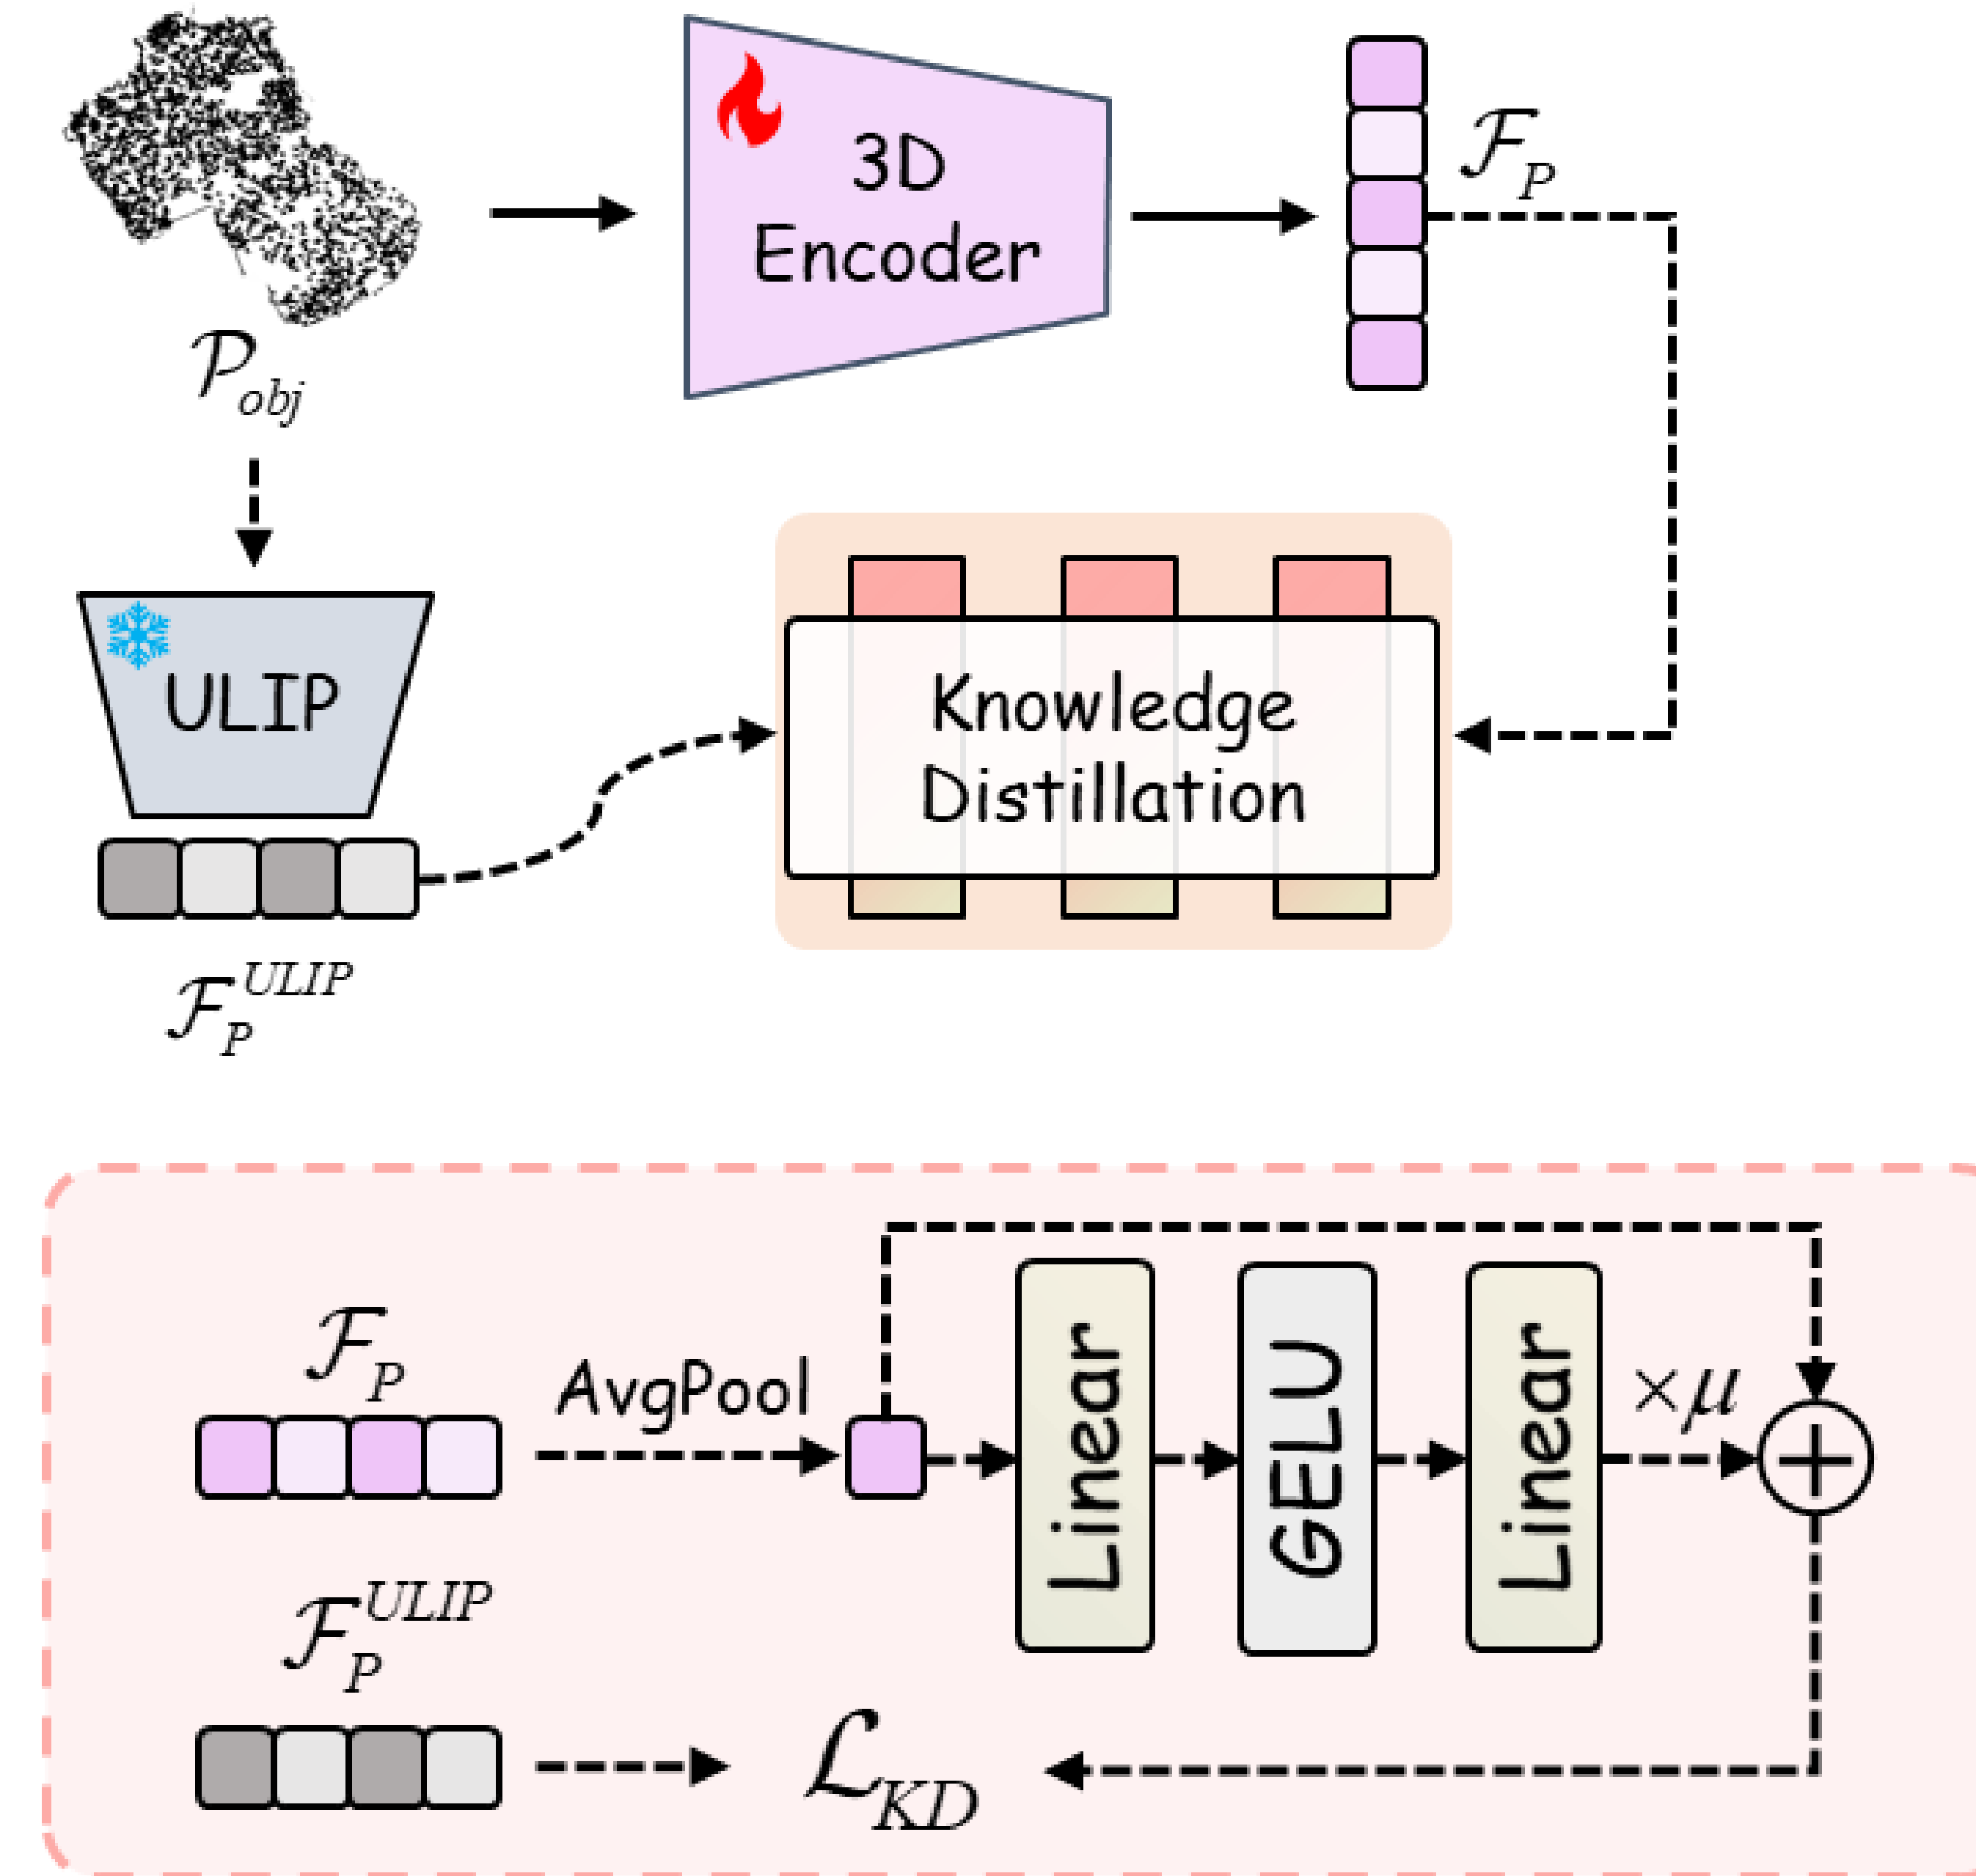 3D
Encoder
𝓕_P
𝓟_obj
ULIP
Knowledge
Distillation
𝓕_P^ULIP
𝓕_P
AvgPool
Linear
GELU
Linear
×μ
𝓕_P^ULIP
𝓛_KD